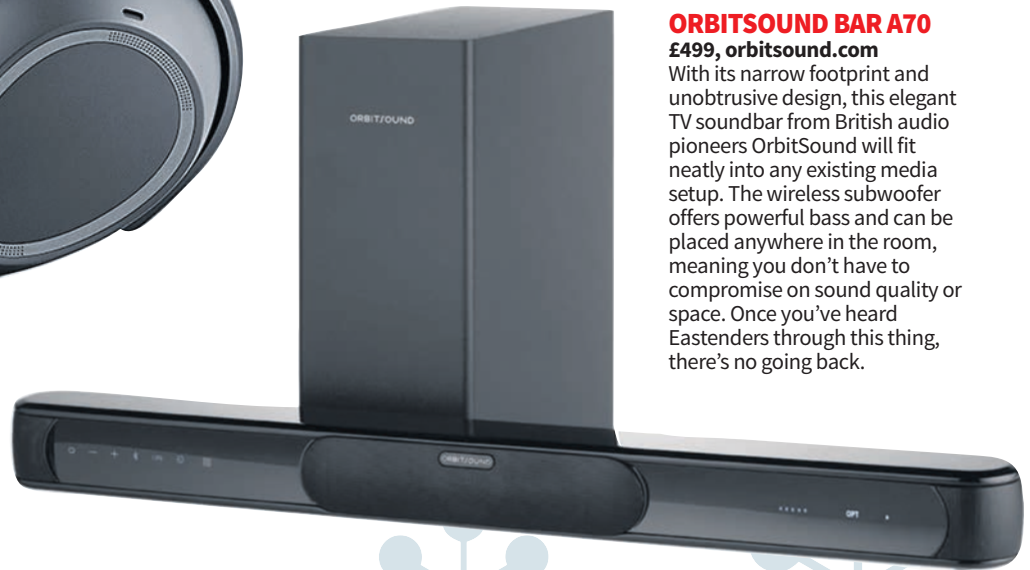 ORBITSOUND BAR A70
£499, orbitsound.com
With its narrow footprint and
unobtrusive design, this elegant
TV soundbar from British audio
pioneers OrbitSound will fit
neatly into any existing media
setup. The wireless subwoofer
offers powerful bass and can be
placed anywhere in the room,
meaning you don’t have to
compromise on sound quality or
space. Once you’ve heard
Eastenders through this thing,
there’s no going back.
ORBITSOUND
ORBITSOUND
OPT